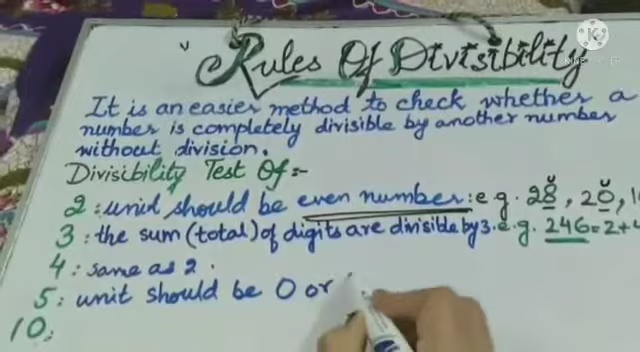 Rules Of Divisibility
It is an easier method to check whether a
number is completely divisible by another number
without division.
Divisibility Test Of:-
2: unit should be even number: e.g. 28, 20, 1
3: the sum (total) of digits are divisible by 3. e.g. 246 = 2+4
4: same as 2.
5: unit should be 0 or
10: